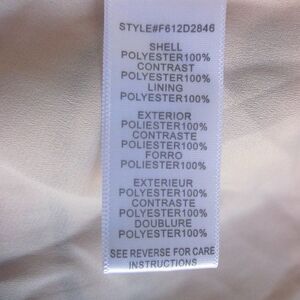 STYLE#F612D2846
SHELL
POLYESTER100%
CONTRAST
POLYESTER100%
LINING
POLYESTER100%
EXTERIOR
POLIESTER100%
CONTRASTE
POLIESTER100%
FORRO
POLIESTER100%
EXTERIEUR
POLYESTER100%
CONTRASTE
POLYESTER100%
DOUBLURE
POLYESTER100%
SEE REVERSE FOR CARE
INSTRUCTIONS